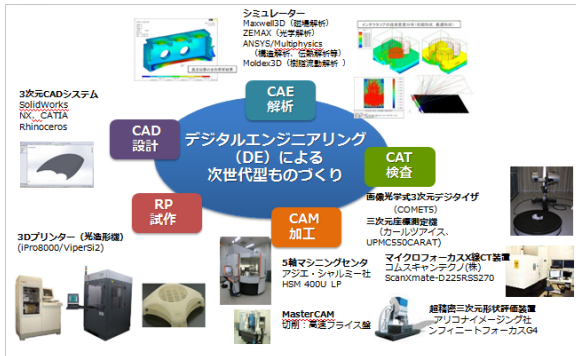 シミュレーター
Maxwell3D（磁場解析）
ZEMAX（光学解析）
ANSYS/Multiphysics
（構造解析、伝熱解析等）
Moldex3D（樹脂流動解析 ）
3次元CADシステム
SolidWorks
NX、CATIA
Rhinoceros
CAE
解析
CAD
設計
デジタルエンジニアリング
（DE）による
次世代型ものづくり
CAT
検査
RP
試作
CAM
加工
画像光学式3次元デジタイザ
(COMET5)
三次元座標測定機
（カールツアイス、
UPMC550CARAT）
3Dプリンター（光造形機）
（iPro8000/ViperSi2）
5軸マシニングセンタ
アジエ・シャルミー社
HSM 400U LP
MasterCAM
切削：高速フライス盤
マイクロフォーカスX線CT装置
コムスキャンテクノ(株)
ScanXmate-D225RSS270
超精密三次元形状評価装置
アリコナイメージング社
ンフィニートフォーカスG4